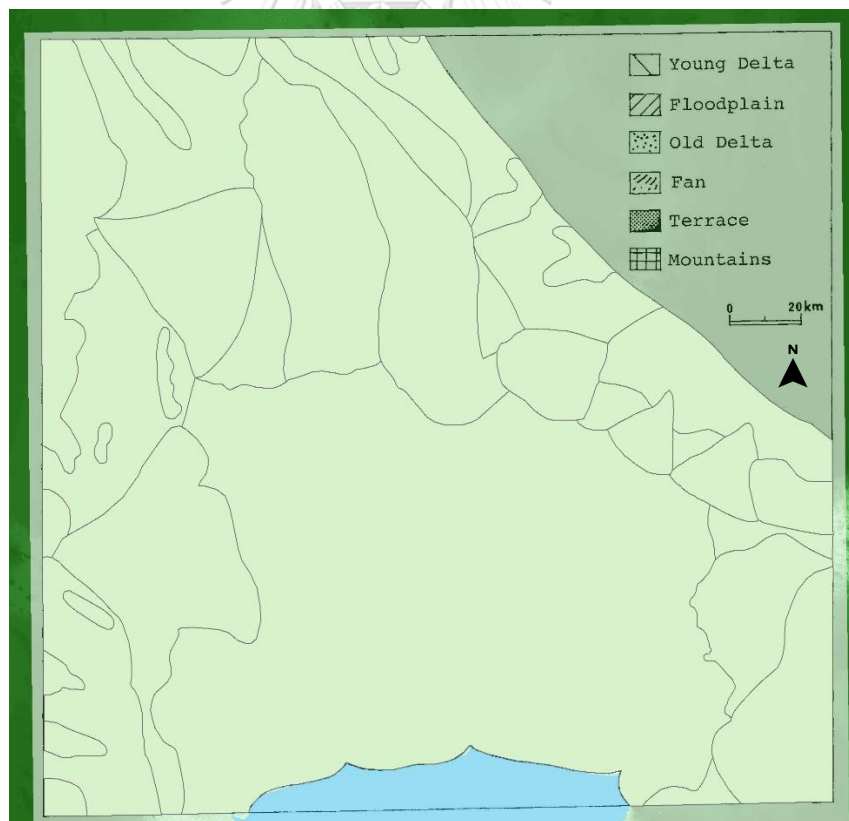 Young Delta
Floodplain
Old Delta
Fan
Terrace
Mountains
0 20km
N